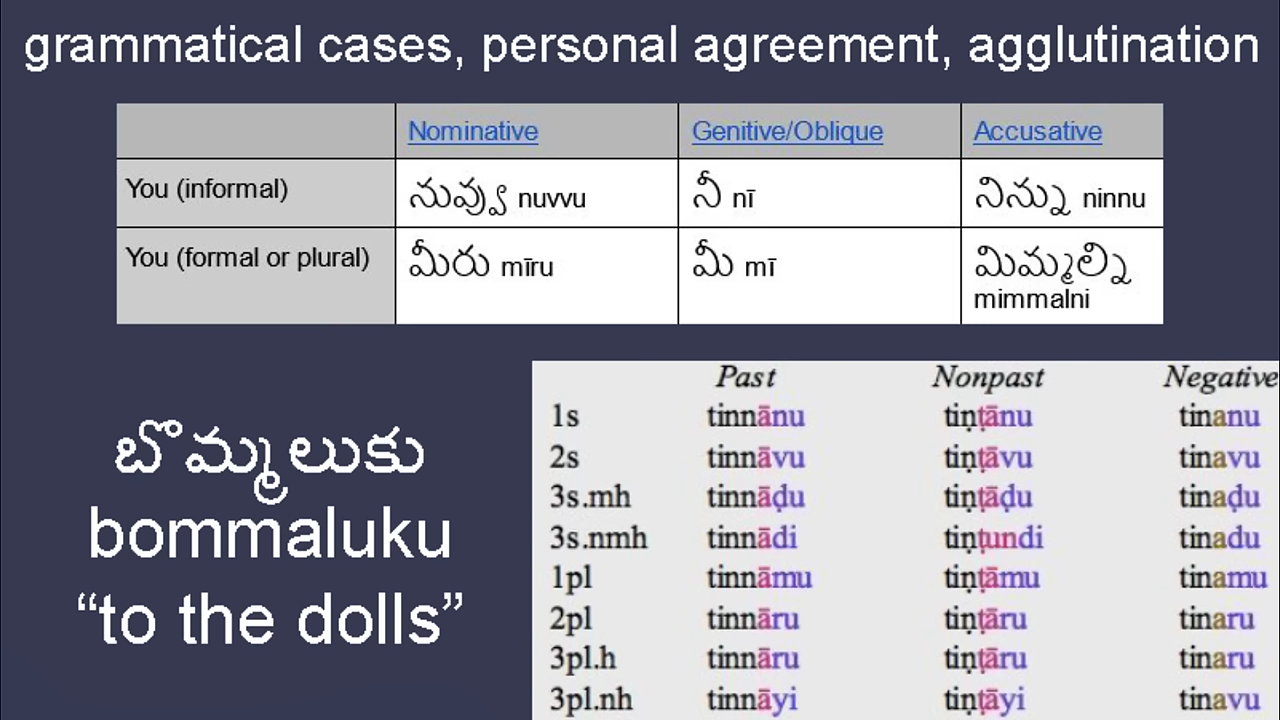 grammatical cases, personal agreement, agglutination
Nominative Genitive/Oblique Accusative
You (informal) నువ్వు nuvvu నీ nī నిన్ను ninnu
You (formal or plural) మీరు mīru మీ mī మిమ్మల్ని
mimmalni
బొమ్మలుకు
bommaluku
“to the dolls”
Past Nonpast Negative
1s tinnānu tiṇṭānu tinanu
2s tinnāvu tiṇṭāvu tinavu
3s.mh tinnāḍu tiṇṭāḍu tinaḍu
3s.nmh tinnādi tiṇṭundi tinadu
1pl tinnāmu tiṇṭāmu tinamu
2pl tinnāru tiṇṭāru tinaru
3pl.h tinnāru tiṇṭāru tinaru
3pl.nh tinnāyi tiṇṭāyi tinavu